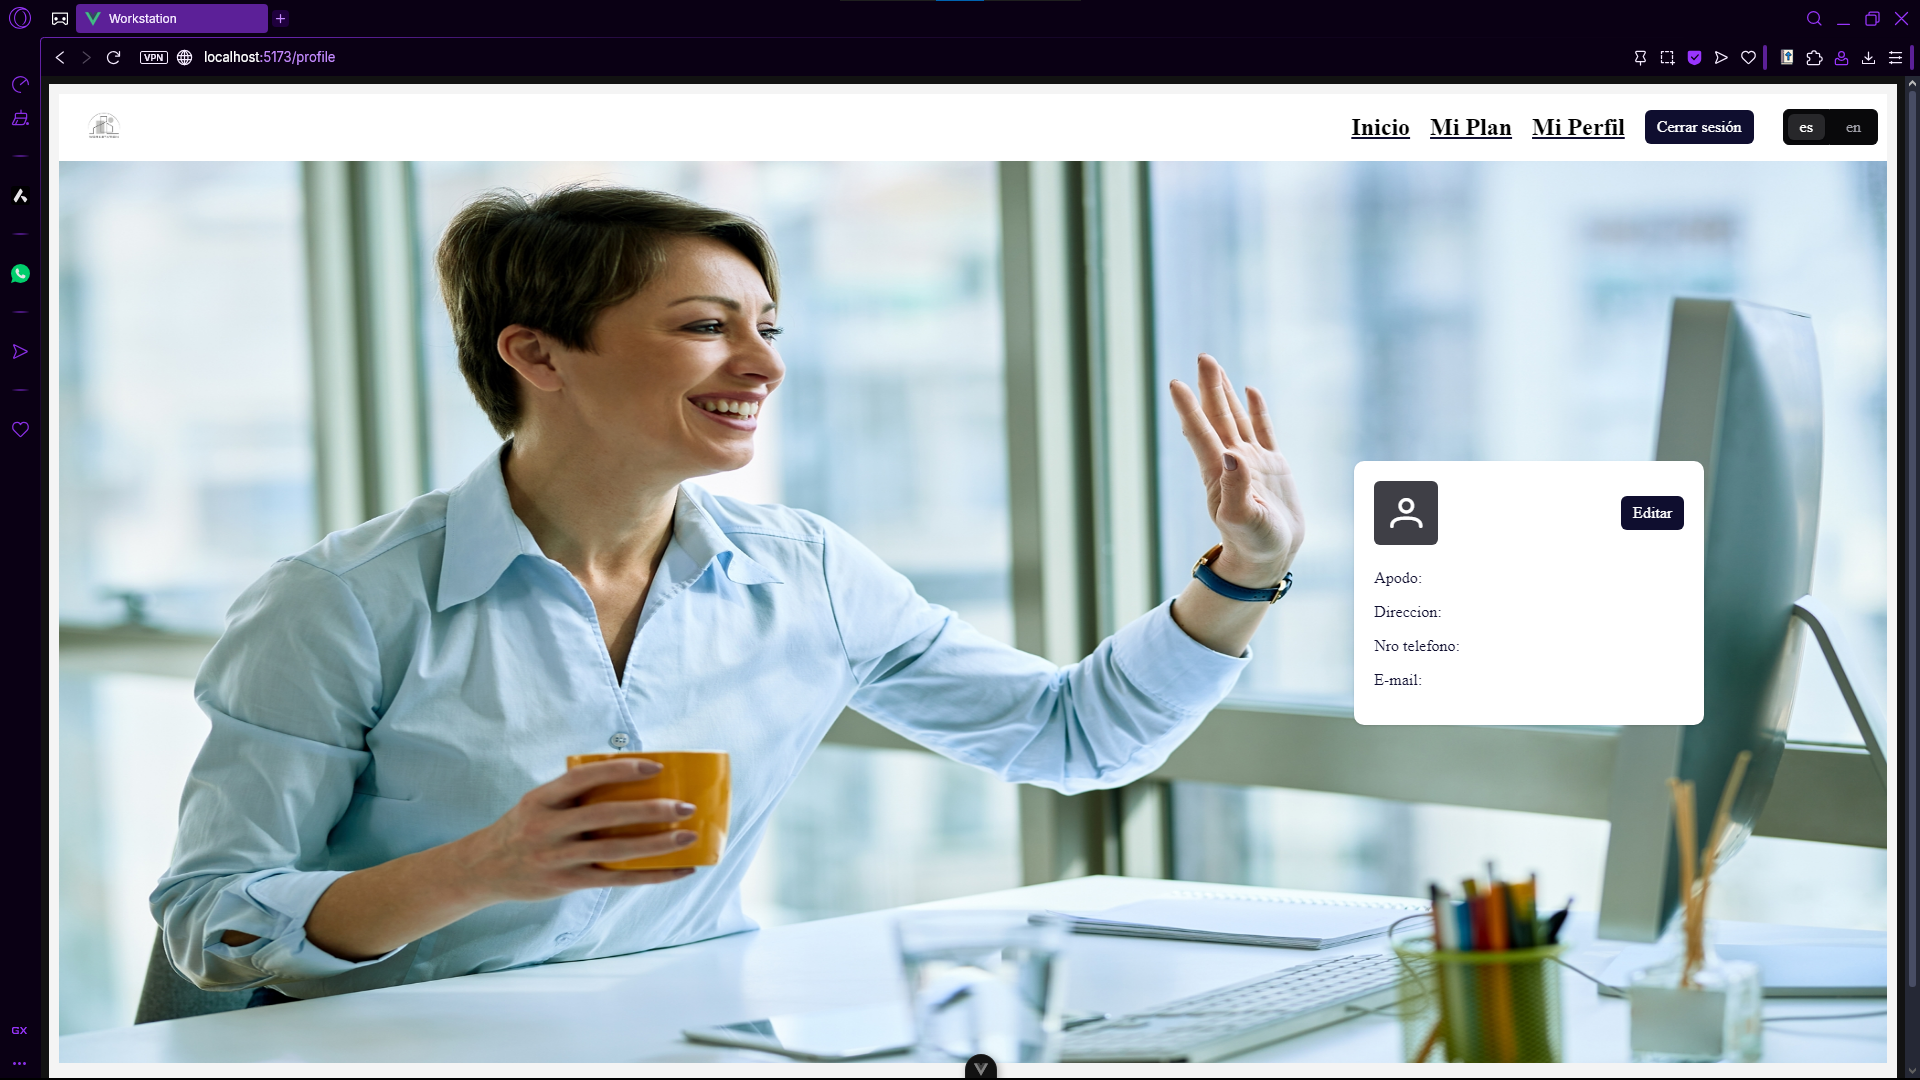 Workstation
VPN
localhost:5173/profile
Inicio
Mi Plan
Mi Perfil
Cerrar sesión
es
en
Editar
Apodo:
Direccion:
Nro telefono:
E-mail:
GX